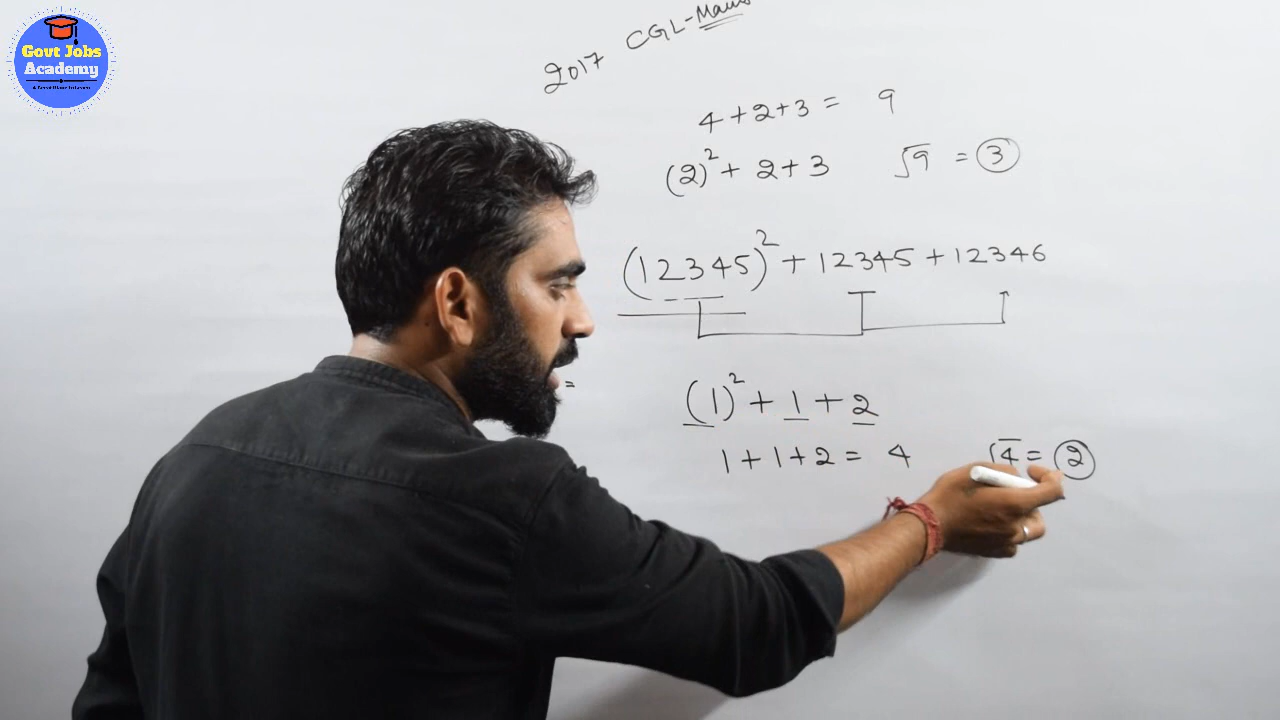 Govt Jobs
Academy
2017 CGL-Mains
4+2+3 = 9
(2)² + 2+3 √9 = 3
(12345)² + 12345 + 12346
=
(1)² + 1 + 2
1+1+2 = 4 √4 = 2